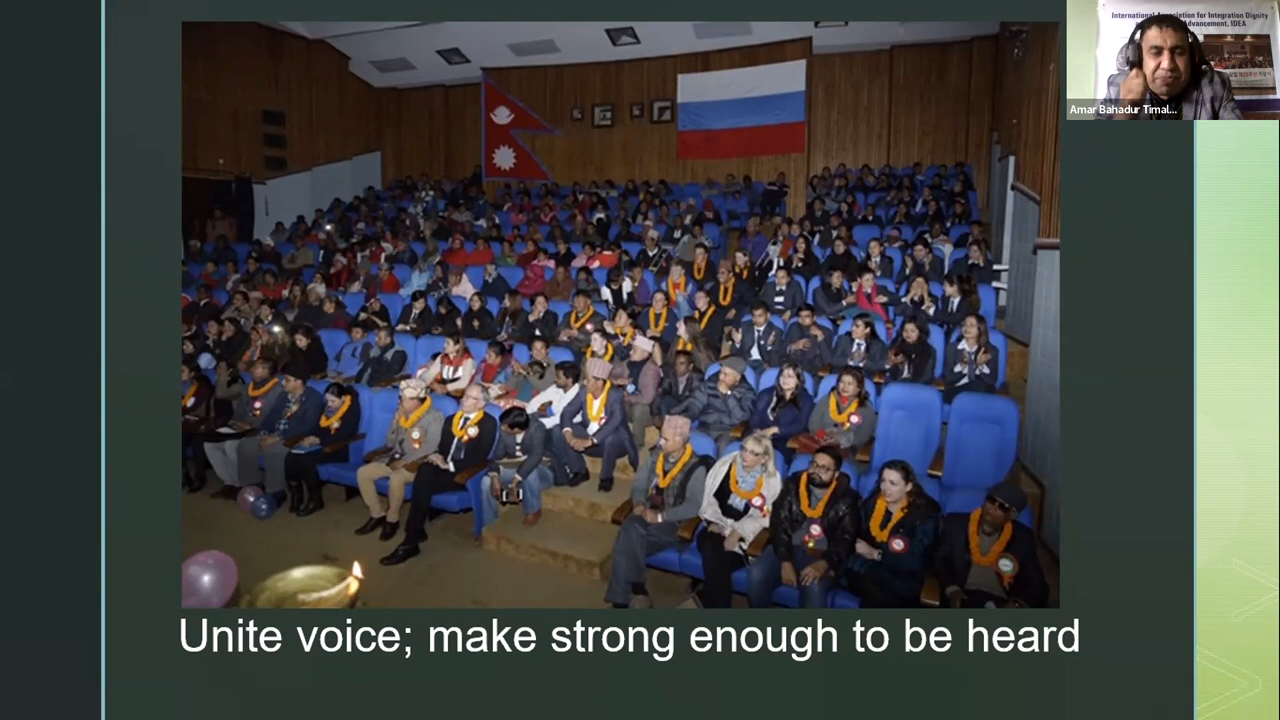 International Association for Integration Dignity
Advancement, IDEA
Amar Bahadur Timal...
Unite voice; make strong enough to be heard